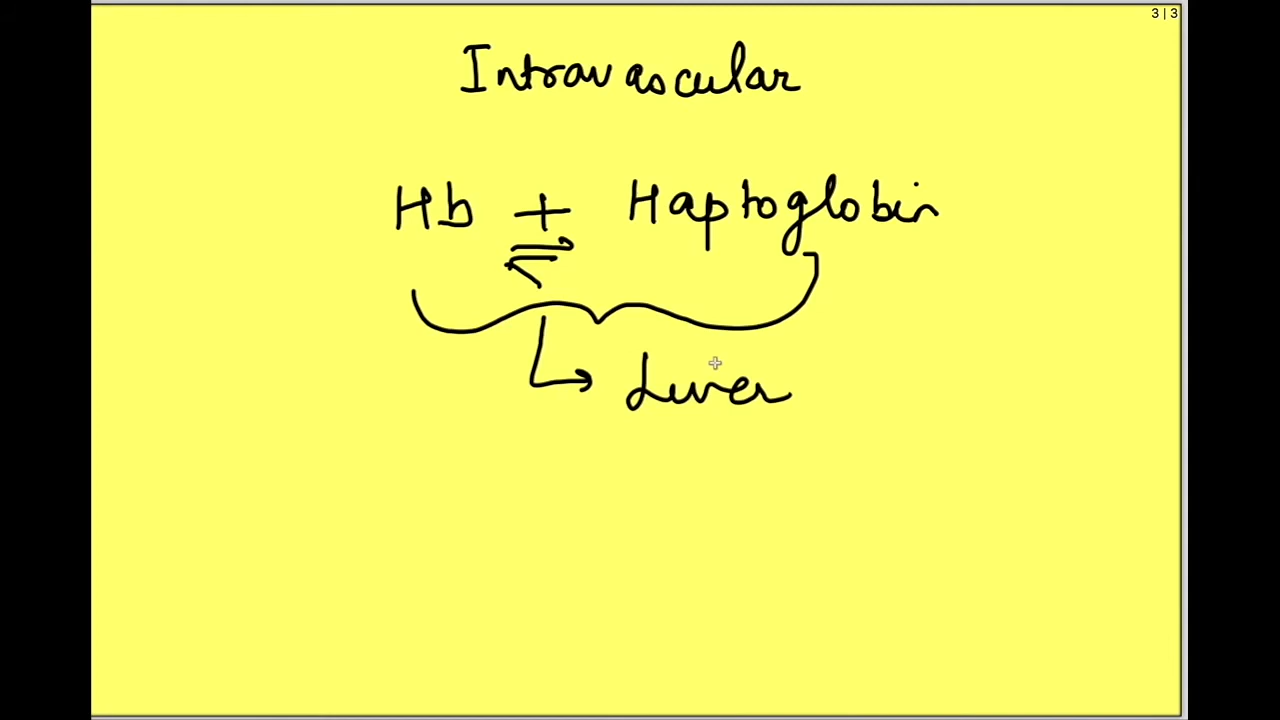 3 | 3
Intravascular
Hb + Haptoglobin
⇌
↳ Liver